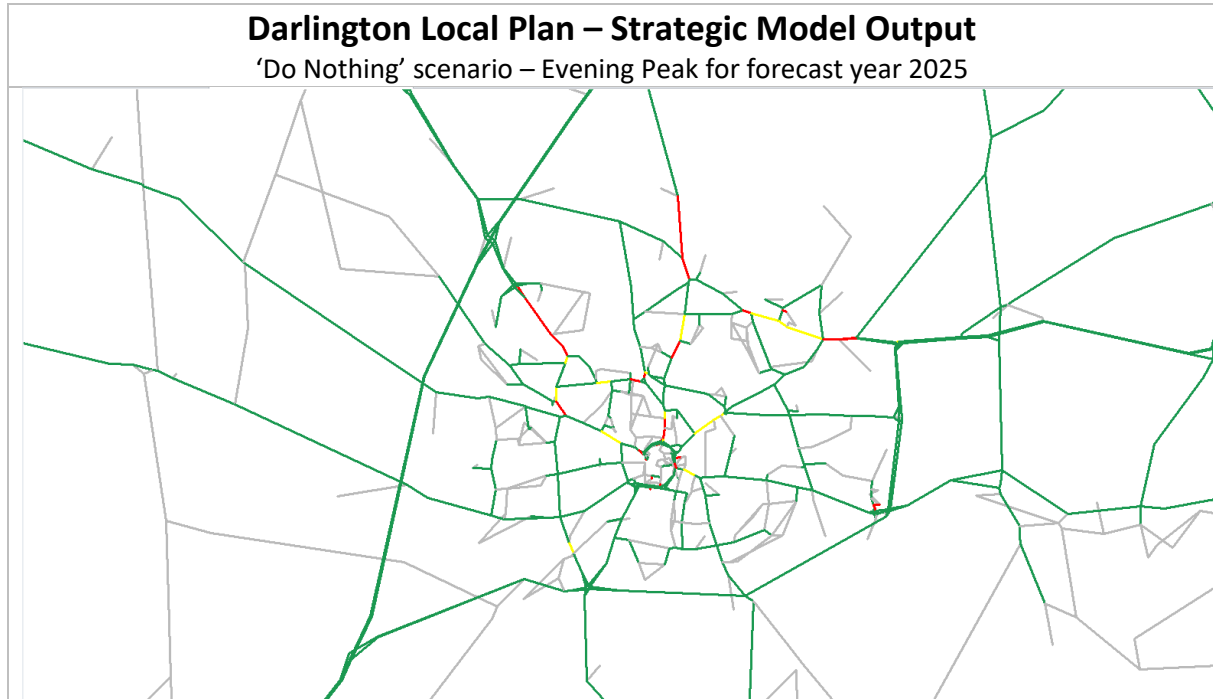 Darlington Local Plan – Strategic Model Output
‘Do Nothing’ scenario – Evening Peak for forecast year 2025